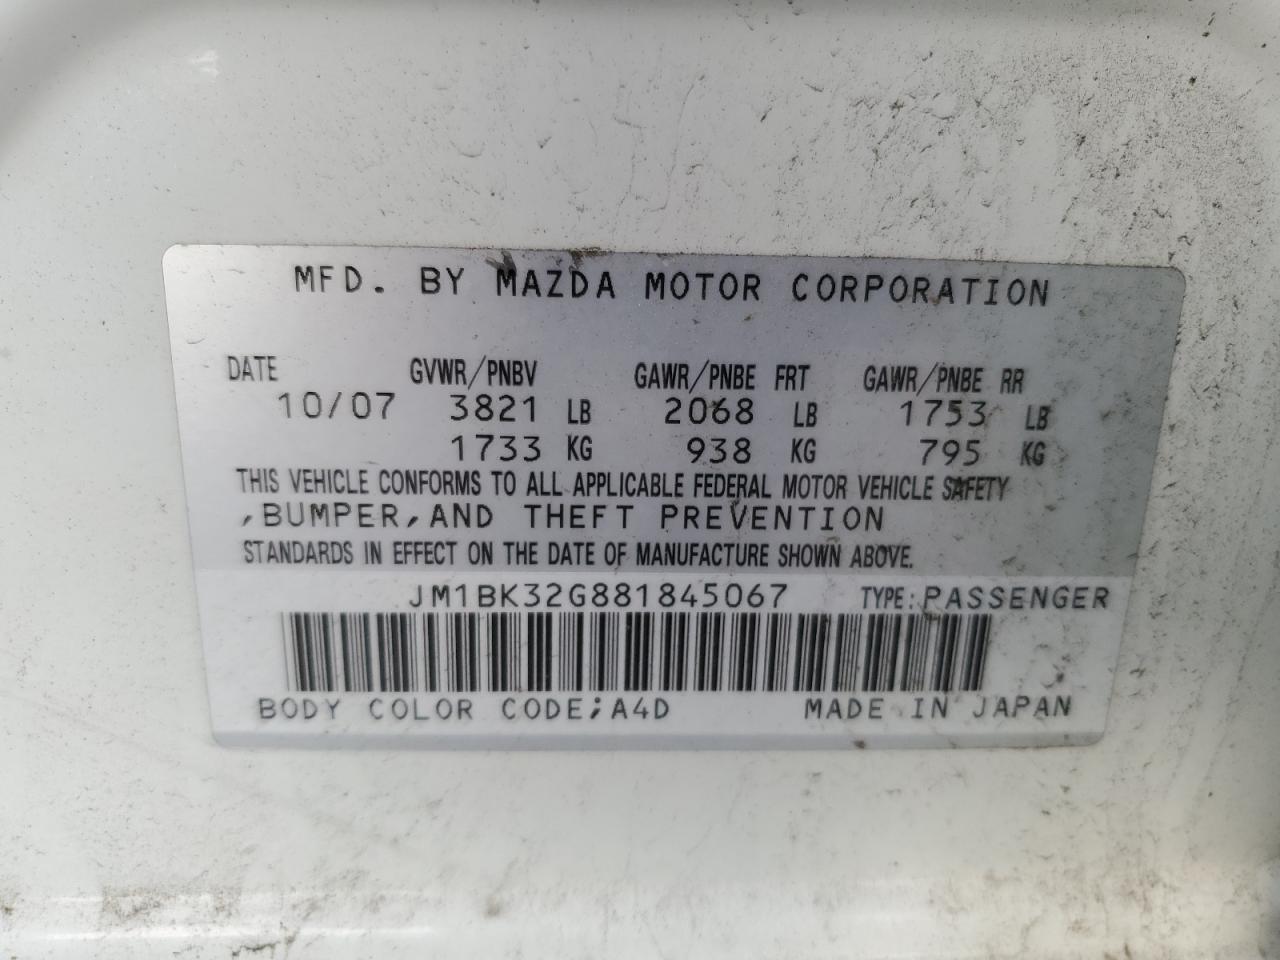 MFD. BY MAZDA MOTOR CORPORATION
DATE GVWR/PNBV GAWR/PNBE FRT GAWR/PNBE RR
10/07 3821 LB 2068 LB 1753 LB
1733 KG 938 KG 795 KG
THIS VEHICLE CONFORMS TO ALL APPLICABLE FEDERAL MOTOR VEHICLE SAFETY
,BUMPER,AND THEFT PREVENTION
STANDARDS IN EFFECT ON THE DATE OF MANUFACTURE SHOWN ABOVE.
JM1BK32G881845067 TYPE:PASSENGER
BODY COLOR CODE;A4D MADE IN JAPAN